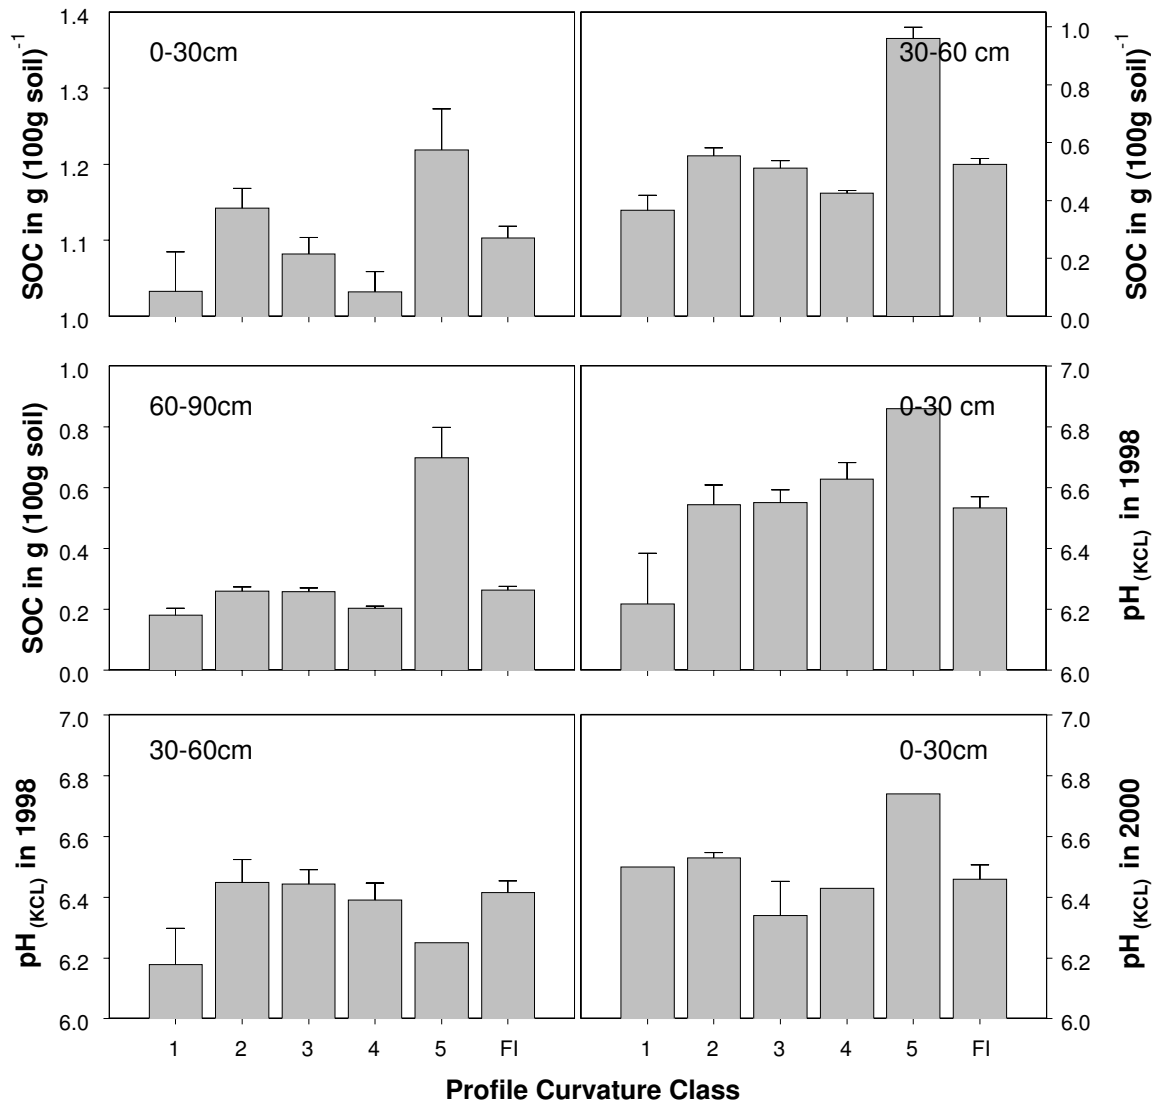 1.4
1.3
1.2
1.1
1.0
SOC in g (100g soil)-1
0-30cm
30-60 cm
1.0
0.8
0.6
0.4
0.2
0.0
SOC in g (100g soil)-1
1.0
0.8
0.6
0.4
0.2
0.0
SOC in g (100g soil)
60-90cm
0-30 cm
7.0
6.8
6.6
6.4
6.2
6.0
pH(KCL) in 1998
7.0
6.8
6.6
6.4
6.2
6.0
pH(KCL) in 1998
30-60cm
0-30cm
7.0
6.8
6.6
6.4
6.2
6.0
pH(KCL) in 2000
1 2 3 4 5 FI
1 2 3 4 5 FI
Profile Curvature Class